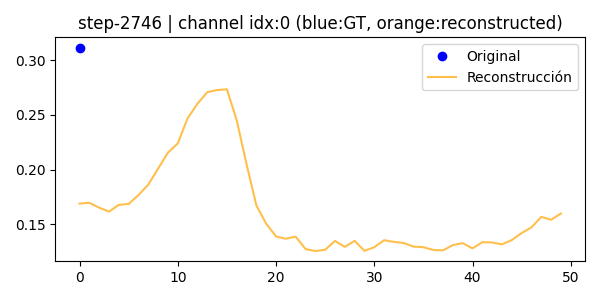 step-2746 | channel idx:0 (blue:GT, orange:reconstructed)
Original
Reconstrucción
0.30
0.25
0.20
0.15
0 10 20 30 40 50